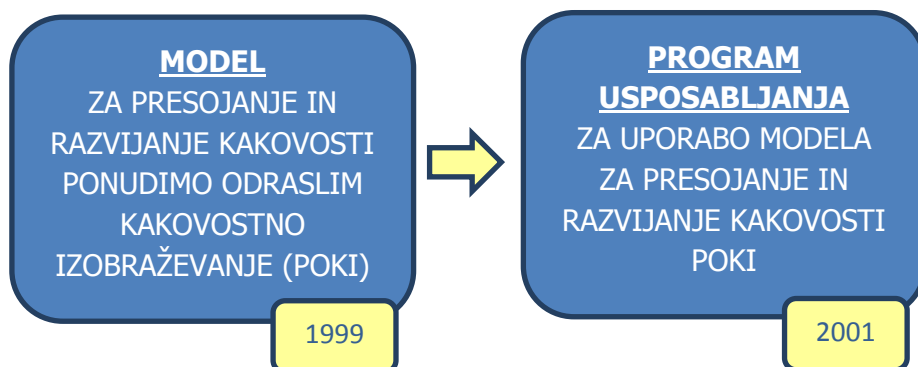 MODEL
ZA PRESOJANJE IN
RAZVIJANJE KAKOVOSTI
PONUDIMO ODRASLIM
KAKOVOSTNO
IZOBRAŽEVANJE (POKI)
1999
PROGRAM
USPOSABLJANJA
ZA UPORABO MODELA
ZA PRESOJANJE IN
RAZVIJANJE KAKOVOSTI
POKI
2001